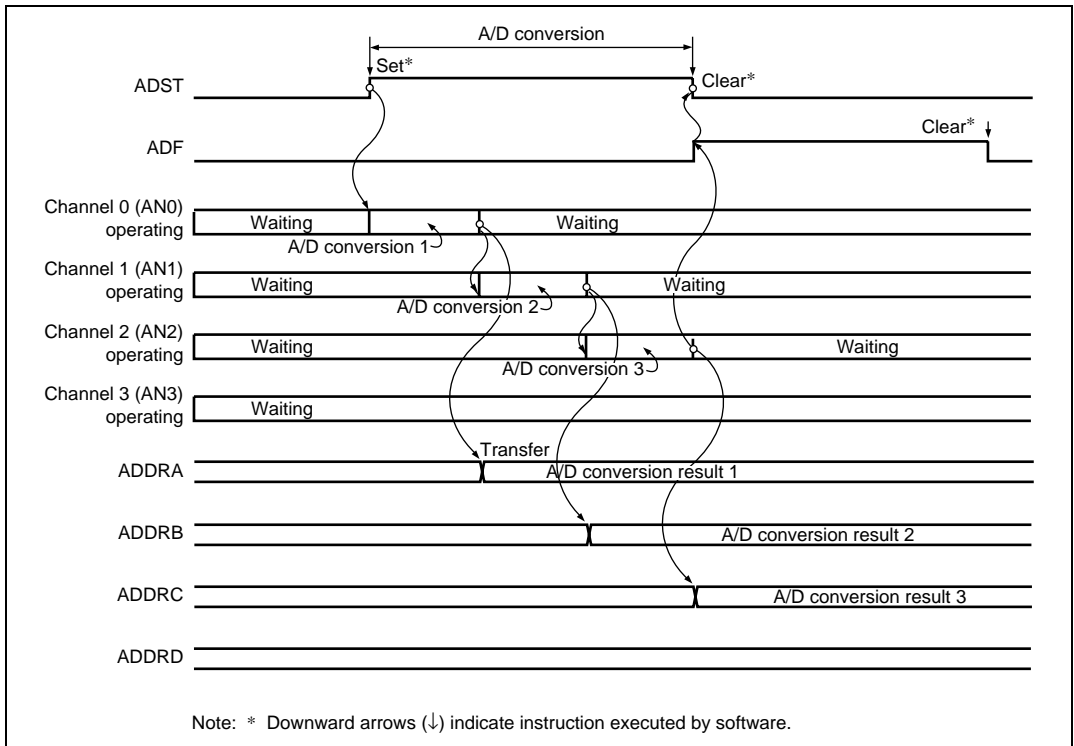 A/D conversion
Set*
ADST
Clear*
ADF
Clear*
Channel 0 (AN0)
operating
Waiting
Waiting
A/D conversion 1
Channel 1 (AN1)
operating
Waiting
Waiting
A/D conversion 2
Channel 2 (AN2)
operating
Waiting
Waiting
A/D conversion 3
Channel 3 (AN3)
operating
Waiting
Transfer
ADDRA
A/D conversion result 1
ADDRB
A/D conversion result 2
ADDRC
A/D conversion result 3
ADDRD
Note: * Downward arrows (↓) indicate instruction executed by software.